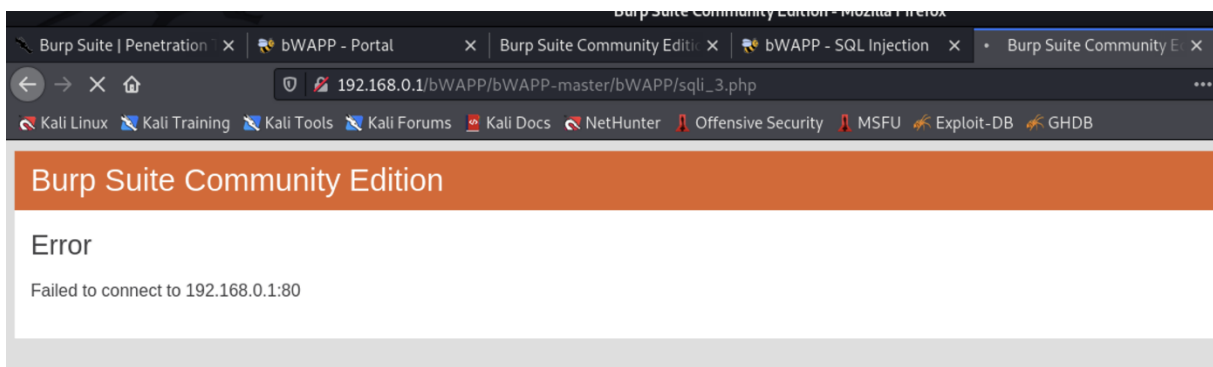 Burp Suite Community Edition - Mozilla Firefox
Burp Suite | Penetration T
bWAPP - Portal
Burp Suite Community Editi
bWAPP - SQL Injection
Burp Suite Community E
192.168.0.1/bWAPP/bWAPP-master/bWAPP/sqli_3.php
Kali Linux Kali Training Kali Tools Kali Forums Kali Docs NetHunter Offensive Security MSFU Exploit-DB GHDB
Burp Suite Community Edition
Error
Failed to connect to 192.168.0.1:80